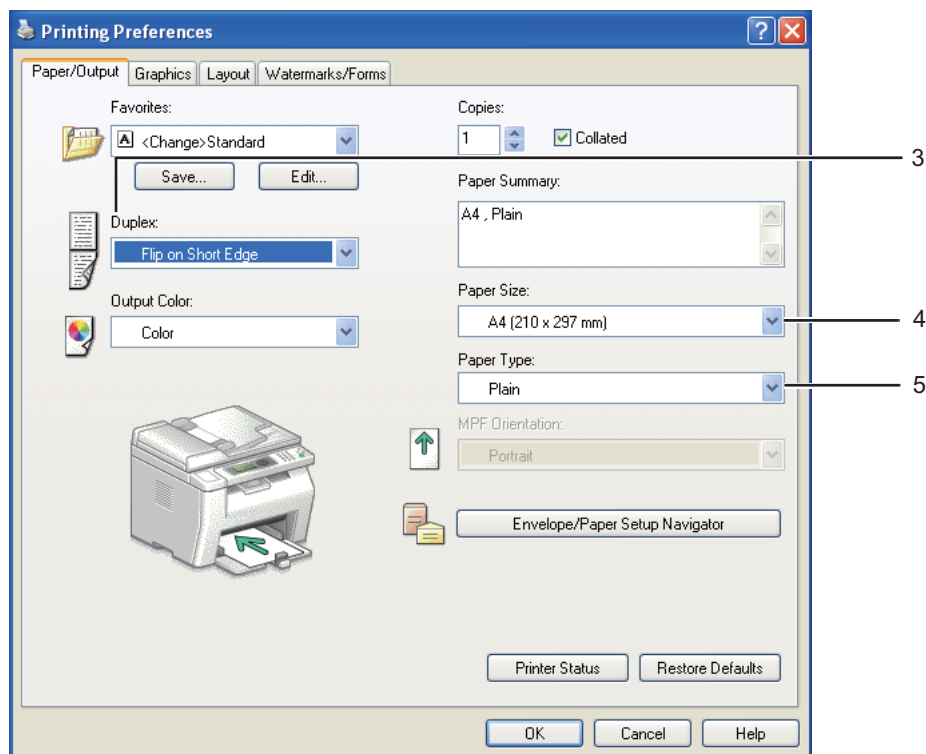 Printing Preferences
Paper/Output Graphics Layout Watermarks/Forms
Favorites:
A <Change>Standard
Save... Edit...
Duplex:
Flip on Short Edge
Output Color:
Color
Copies:
1 Collated
Paper Summary:
A4 , Plain
Paper Size:
A4 (210 x 297 mm)
Paper Type:
Plain
MPF Orientation:
Portrait
Envelope/Paper Setup Navigator
Printer Status Restore Defaults
OK Cancel Help
3
4
5